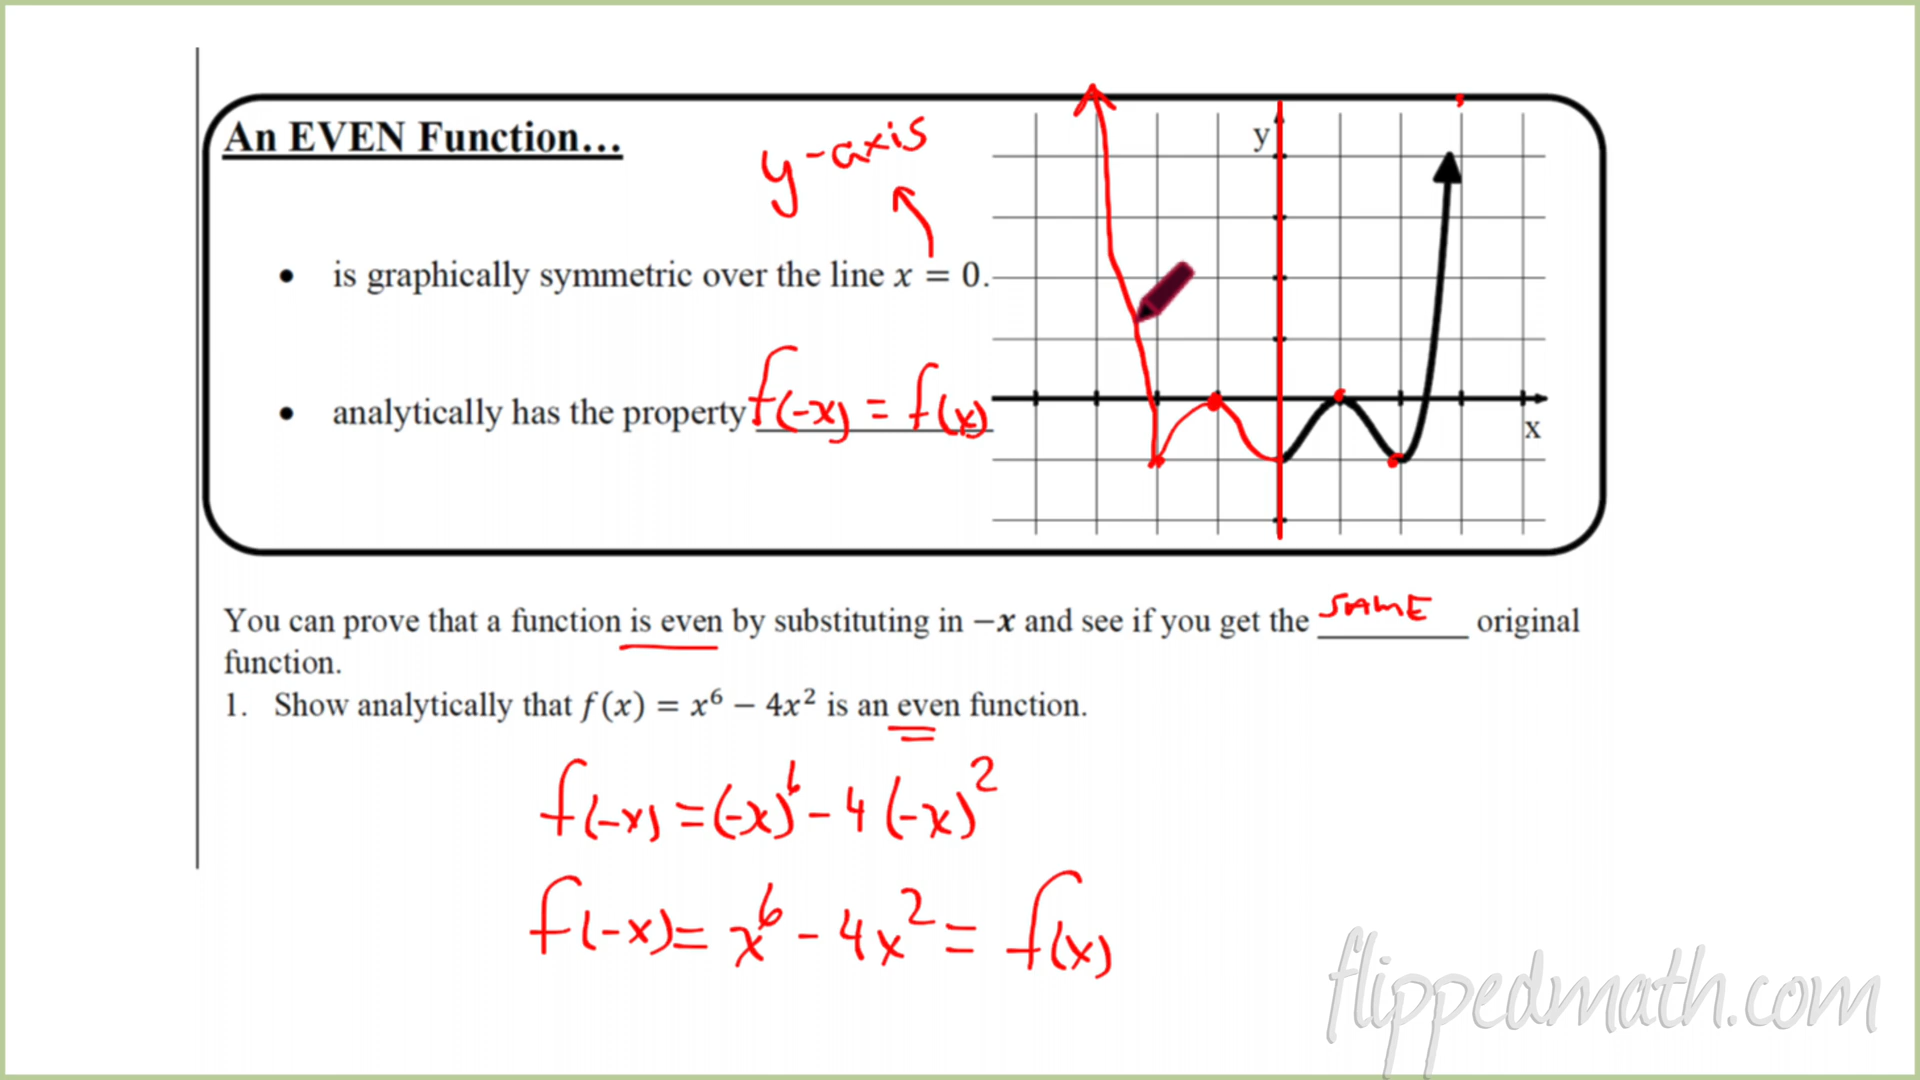 An EVEN Function...
y-axis
y
is graphically symmetric over the line x = 0.
analytically has the property f(-x) = f(x)
x
You can prove that a function is even by substituting in −x and see if you get the SAME original
function.
1. Show analytically that f(x) = x⁶ − 4x² is an even function.
f(-x) = (-x)⁶ - 4(-x)²
f(-x) = x⁶ - 4x² = f(x)
flippedmath.com